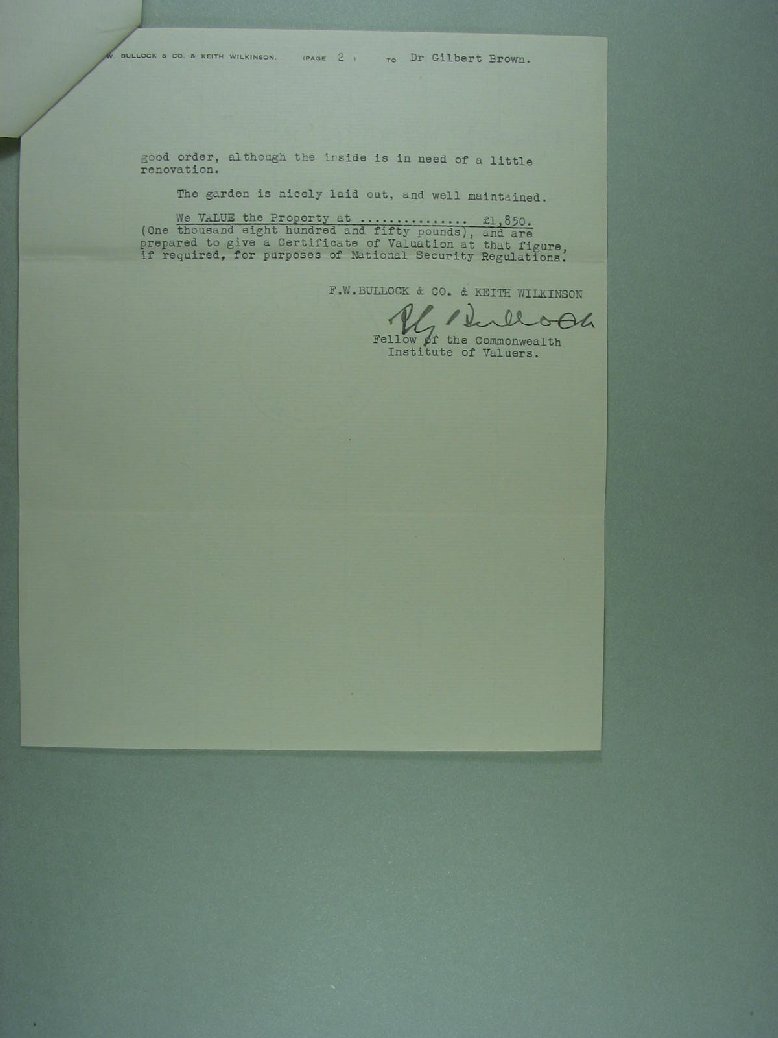 W. BULLOCK & CO. & KEITH WILKINSON. (PAGE 2 ) TO Dr Gilbert Brown.
good order, although the inside is in need of a little
renovation.
The garden is nicely laid out, and well maintained.
We VALUE the Property at ............... £1,850.
(One thousand eight hundred and fifty pounds), and are
prepared to give a Certificate of Valuation at that figure,
if required, for purposes of National Security Regulations.
F.W.BULLOCK & CO. & KEITH WILKINSON
Bullock
Fellow of the Commonwealth
Institute of Valuers.